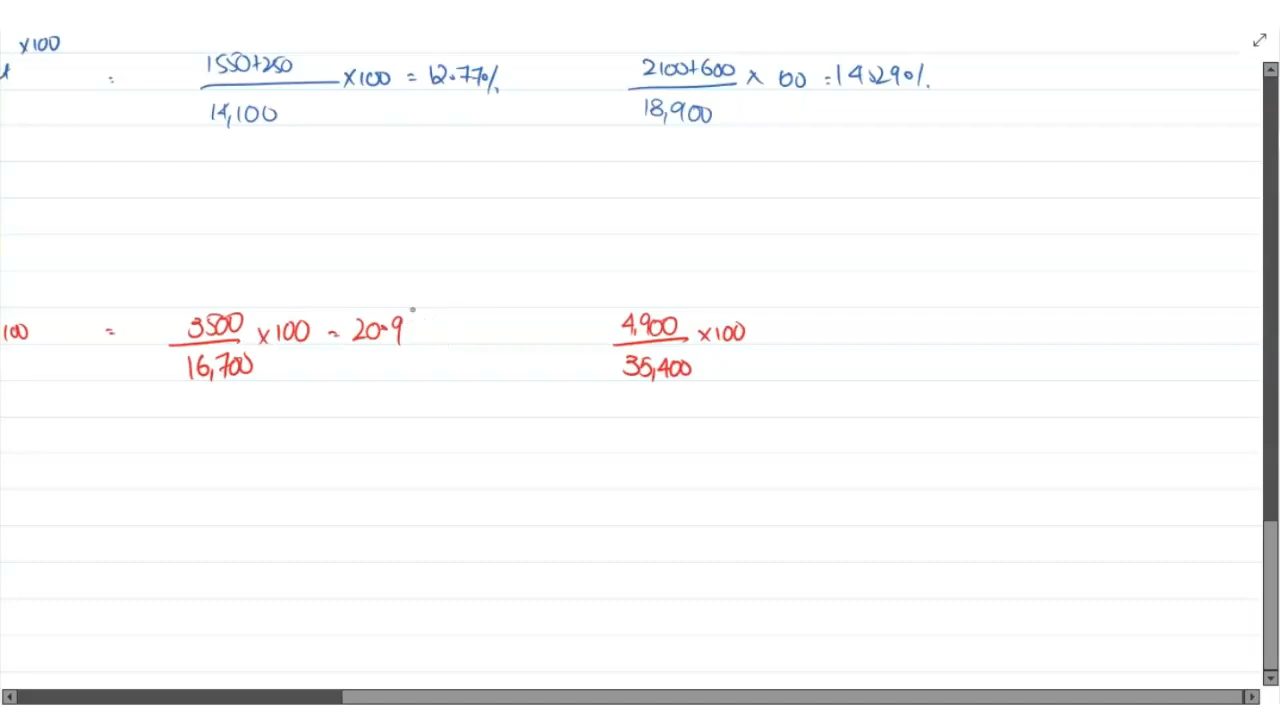 x100
= 1550+250 / 14,100 x100 = 12.77% 2100+600 / 18,900 x 00 = 14.29%.
100 = 3500 / 16,700 x100 = 20.9 4,900 / 35,400 x100